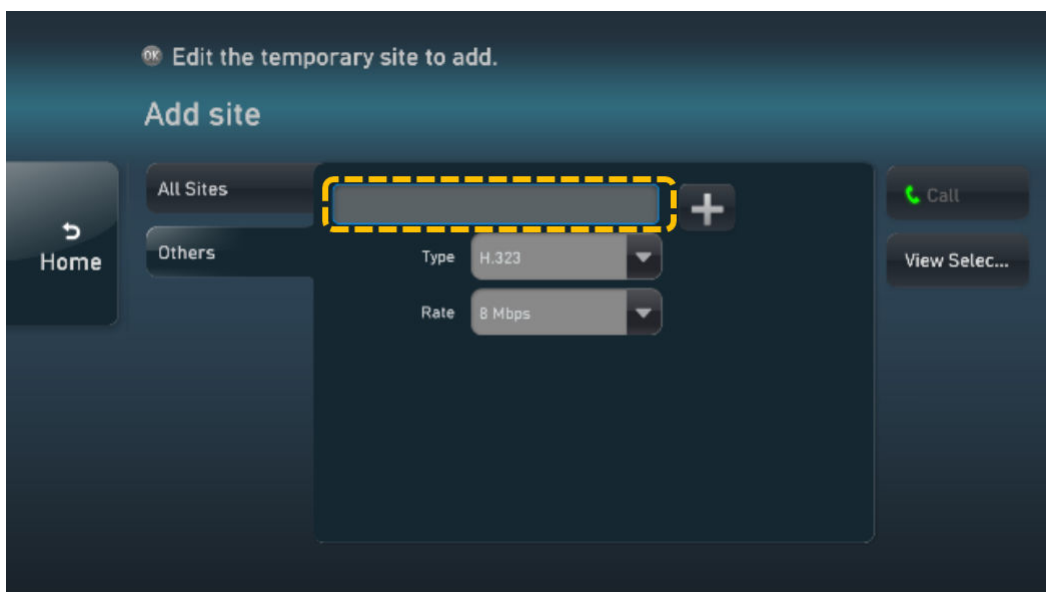 OK Edit the temporary site to add.
Add site
All Sites
Call
Home
Others
Type H.323
View Selec...
Rate 8 Mbps